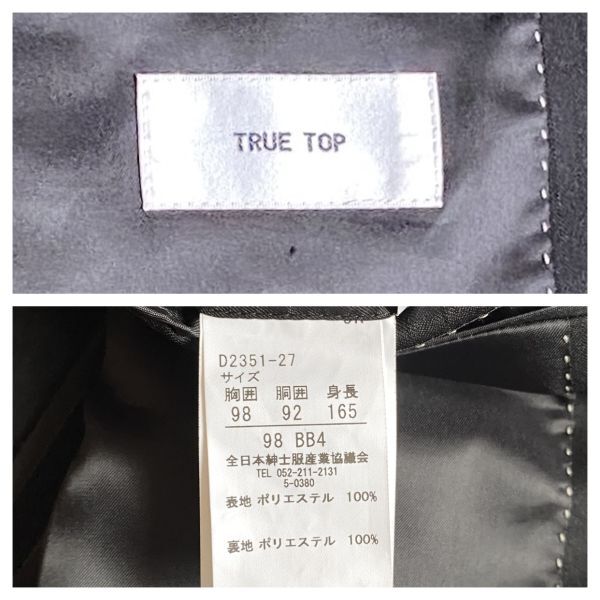 TRUE TOP
D2351-27
サイズ
胸囲 胴囲 身長
98 92 165
98 BB4
全日本紳士服産業協議会
TEL 052-211-2131
5-0380
表地 ポリエステル 100%
裏地 ポリエステル 100%